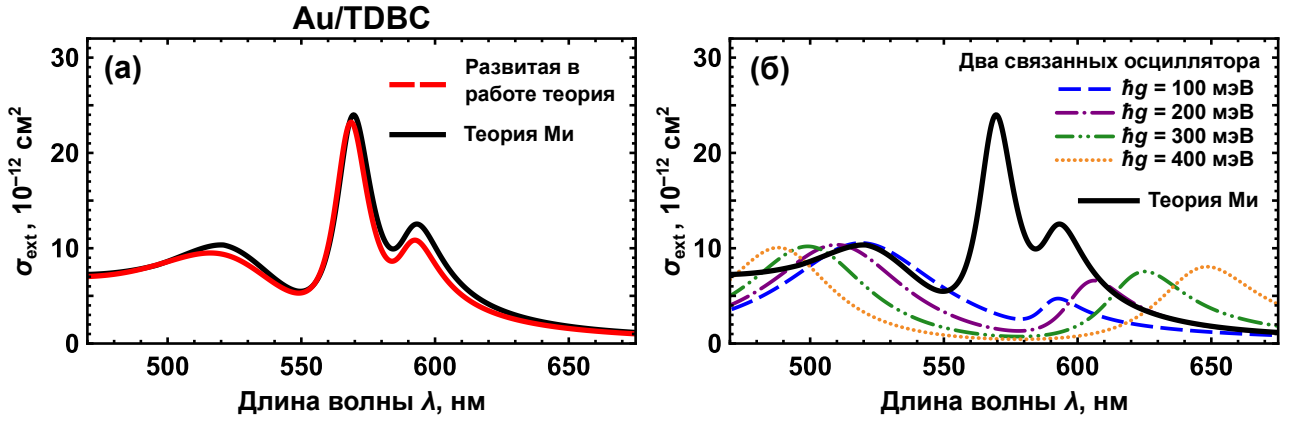 Au/TDBC
(а)
Развитая в
работе теория
Теория Ми
30
20
10
0
500 550 600 650
σext , 10⁻¹² см²
Длина волны λ, нм
(б)
Два связанных осциллятора
ħg = 100 мэВ
ħg = 200 мэВ
ħg = 300 мэВ
ħg = 400 мэВ
Теория Ми
30
20
10
0
500 550 600 650
σext , 10⁻¹² см²
Длина волны λ, нм